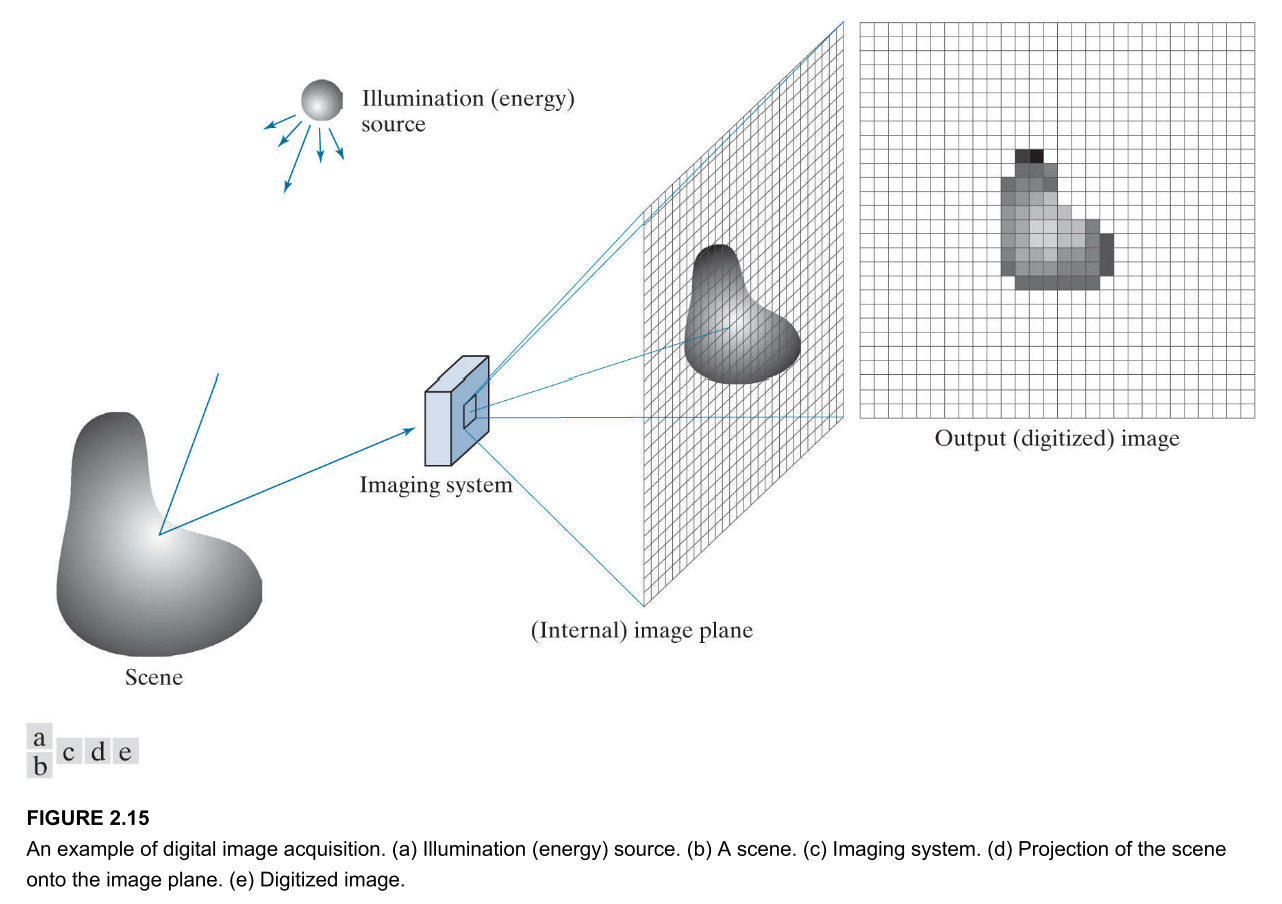 Illumination (energy)
source
Output (digitized) image
Imaging system
(Internal) image plane
Scene
a
b
c d e
FIGURE 2.15
An example of digital image acquisition. (a) Illumination (energy) source. (b) A scene. (c) Imaging system. (d) Projection of the scene
onto the image plane. (e) Digitized image.